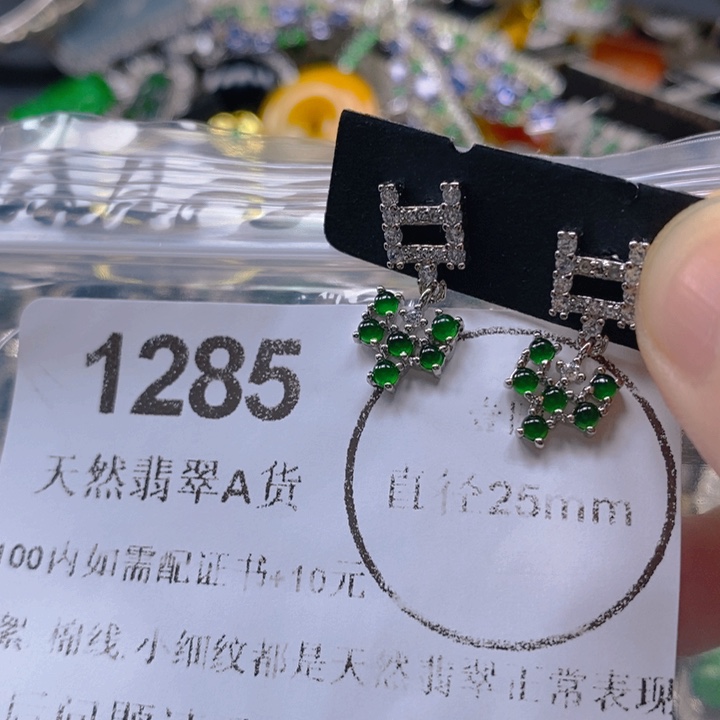 1285
天然翡翠A货
直径25mm
100内如需配证书+10元
絮 棉线 小细纹都是天然翡翠正常表现